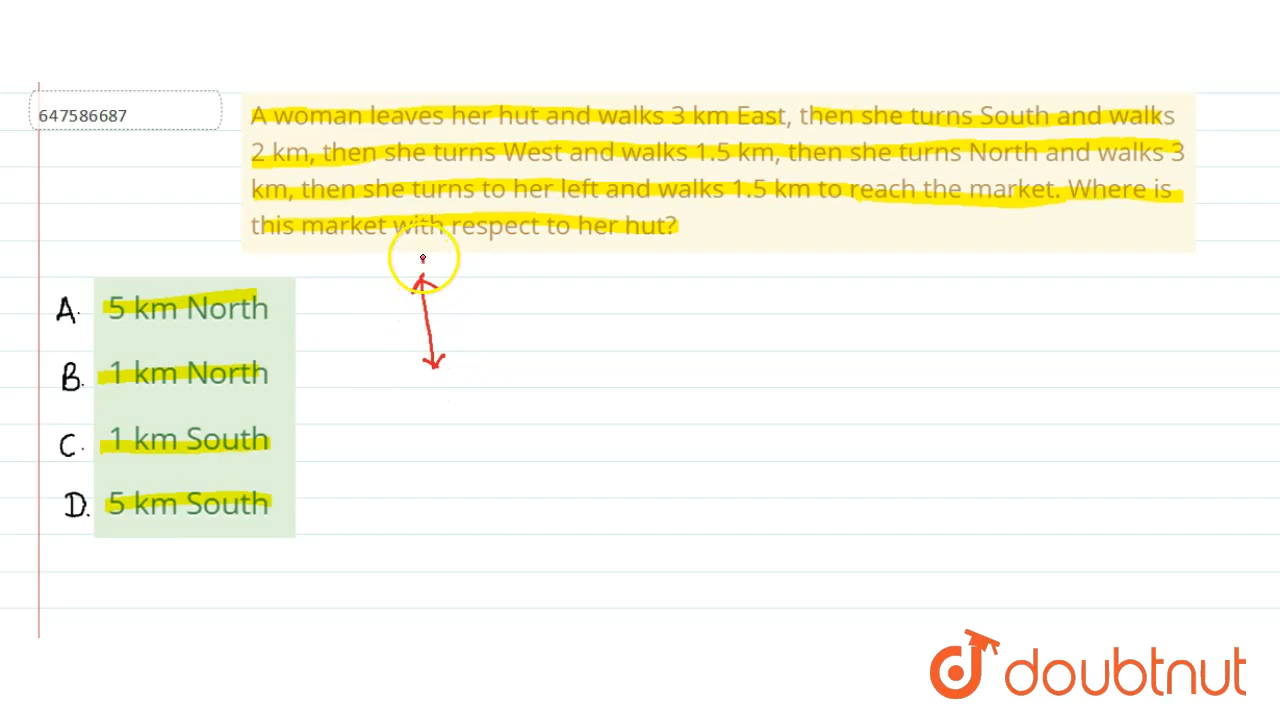 647586687
A woman leaves her hut and walks 3 km East, then she turns South and walks
2 km, then she turns West and walks 1.5 km, then she turns North and walks 3
km, then she turns to her left and walks 1.5 km to reach the market. Where is
this market with respect to her hut?
A. 5 km North
B. 1 km North
C. 1 km South
D. 5 km South
doubtnut